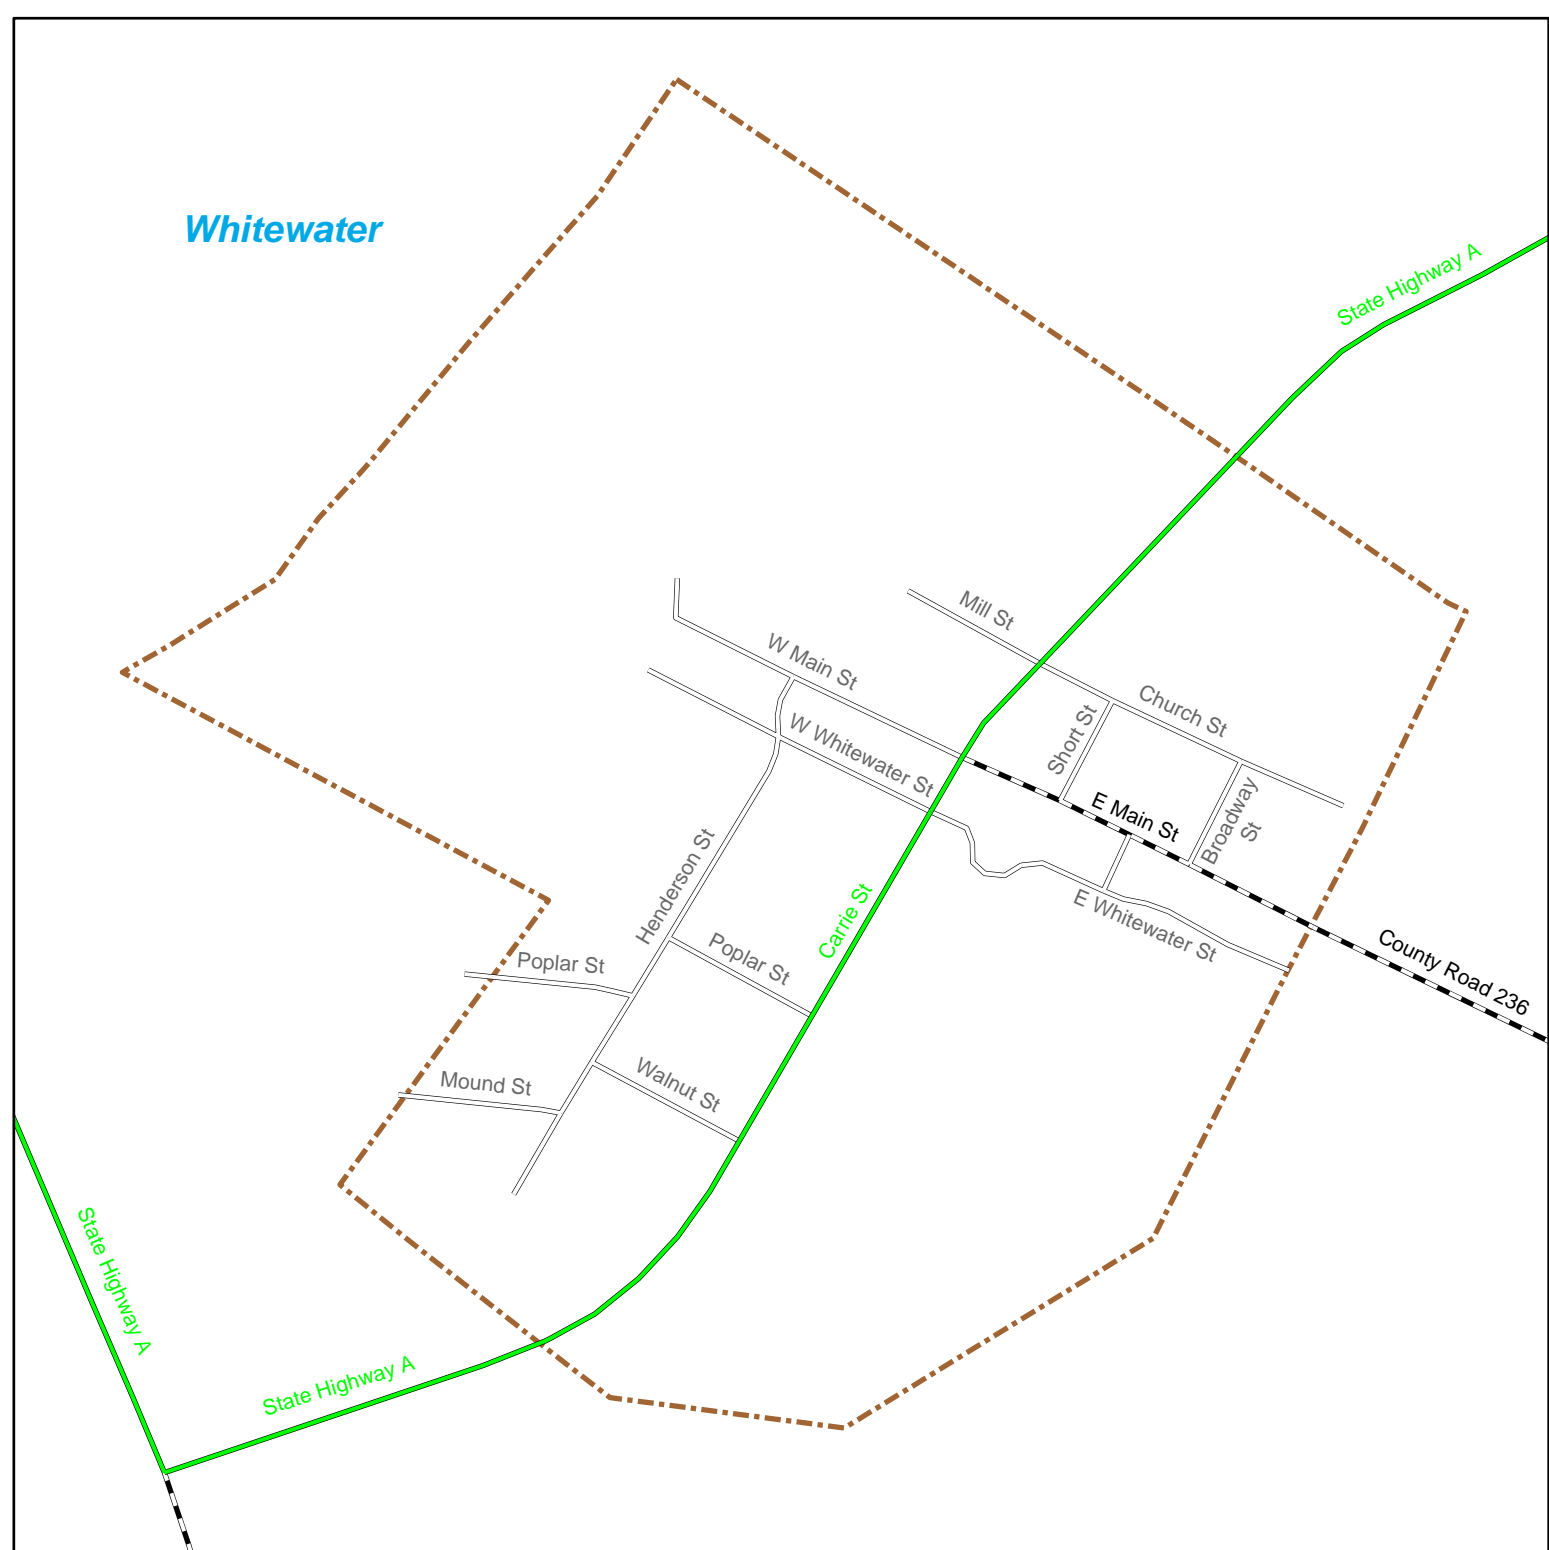 Whitewater
State Highway A
Mill St
W Main St
Church St
Short St
W Whitewater St
E Main St
Broadway
St
Henderson St
Carrie St
E Whitewater St
County Road 236
Poplar St
Poplar St
Mound St
Walnut St
State Highway A
State Highway A